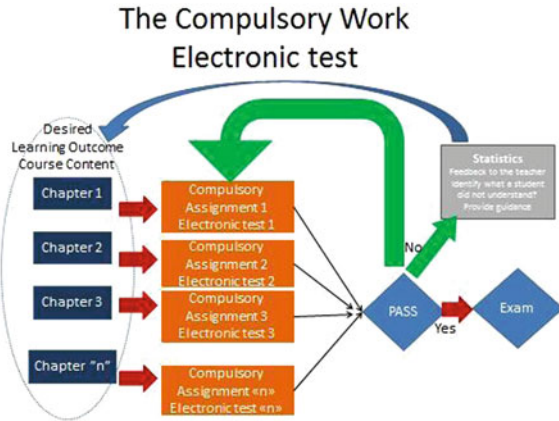 The Compulsory Work
Electronic test
Desired
Learning Outcome
Course Content
Chapter 1
Chapter 2
Chapter 3
Chapter "n"
Compulsory
Assignment 1
Electronic test 1
Compulsory
Assignment 2
Electronic test 2
Compulsory
Assignment 3
Electronic test 3
Compulsory
Assignment «n»
Electronic test «n»
Statistics
Feedback to the teacher
Identify what a student
did not understand?
Provide guidance
No
PASS
Yes
Exam